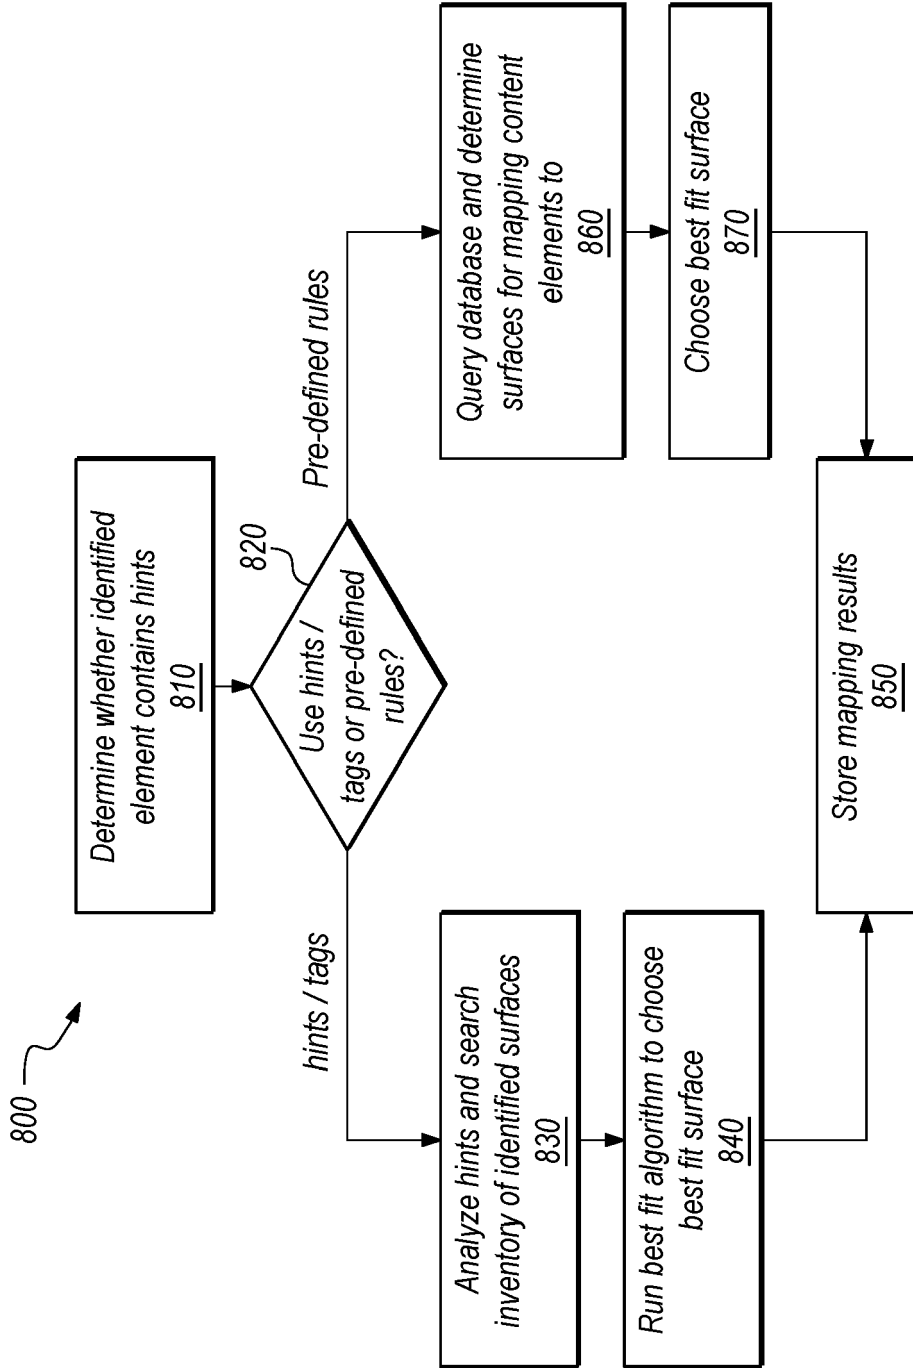 800
Determine whether identified
element contains hints
810
820
Use hints /
tags or pre-defined
rules?
hints / tags
Pre-defined rules
Analyze hints and search
inventory of identified surfaces
830
Run best fit algorithm to choose
best fit surface
840
Query database and determine
surfaces for mapping content
elements to
860
Choose best fit surface
870
Store mapping results
850